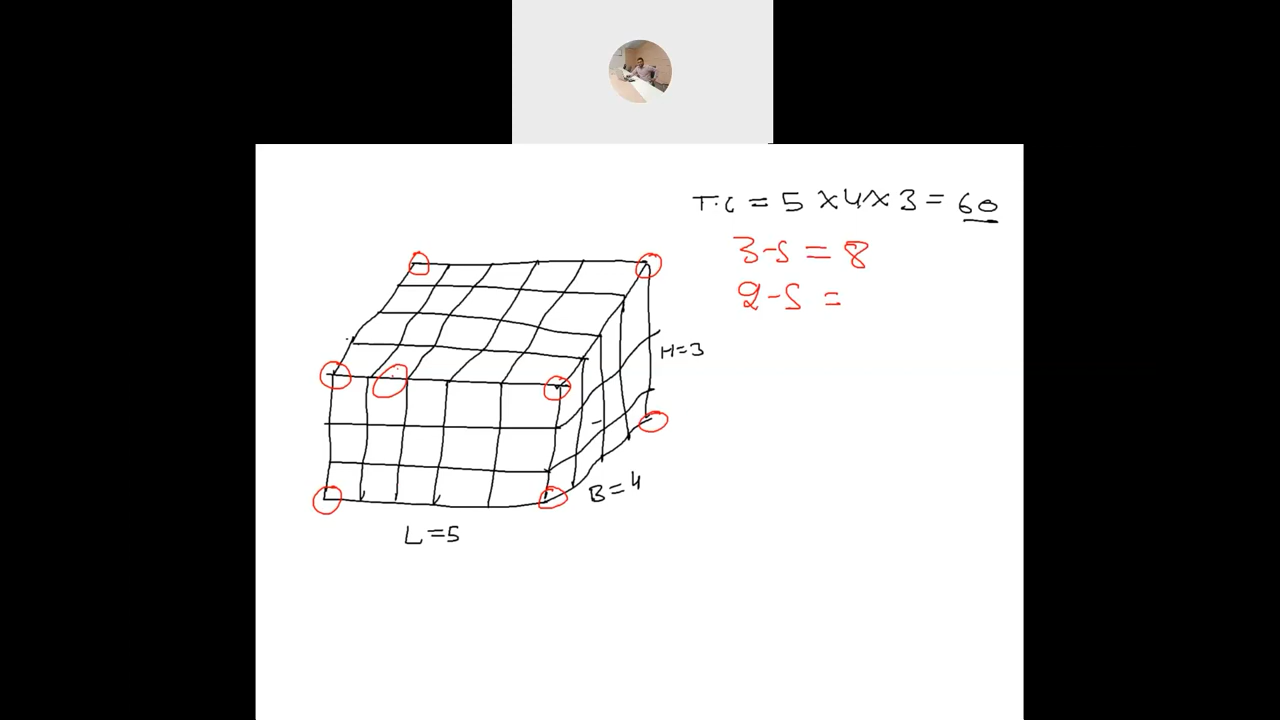 T.C = 5 × 4 × 3 = 60
3-S = 8
2-S =
H=3
B=4
L=5